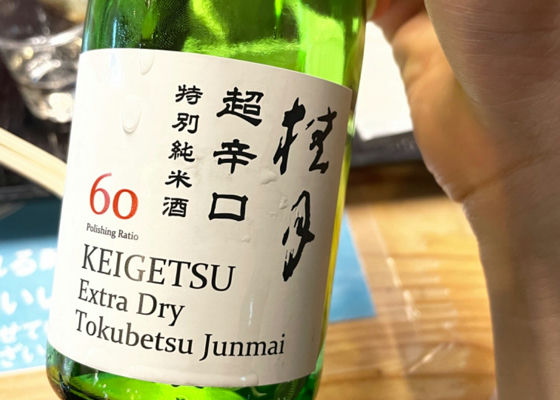 桂月
超辛口
特別純米酒
60
Polishing Ratio
KEIGETSU
Extra Dry
Tokubetsu Junmai